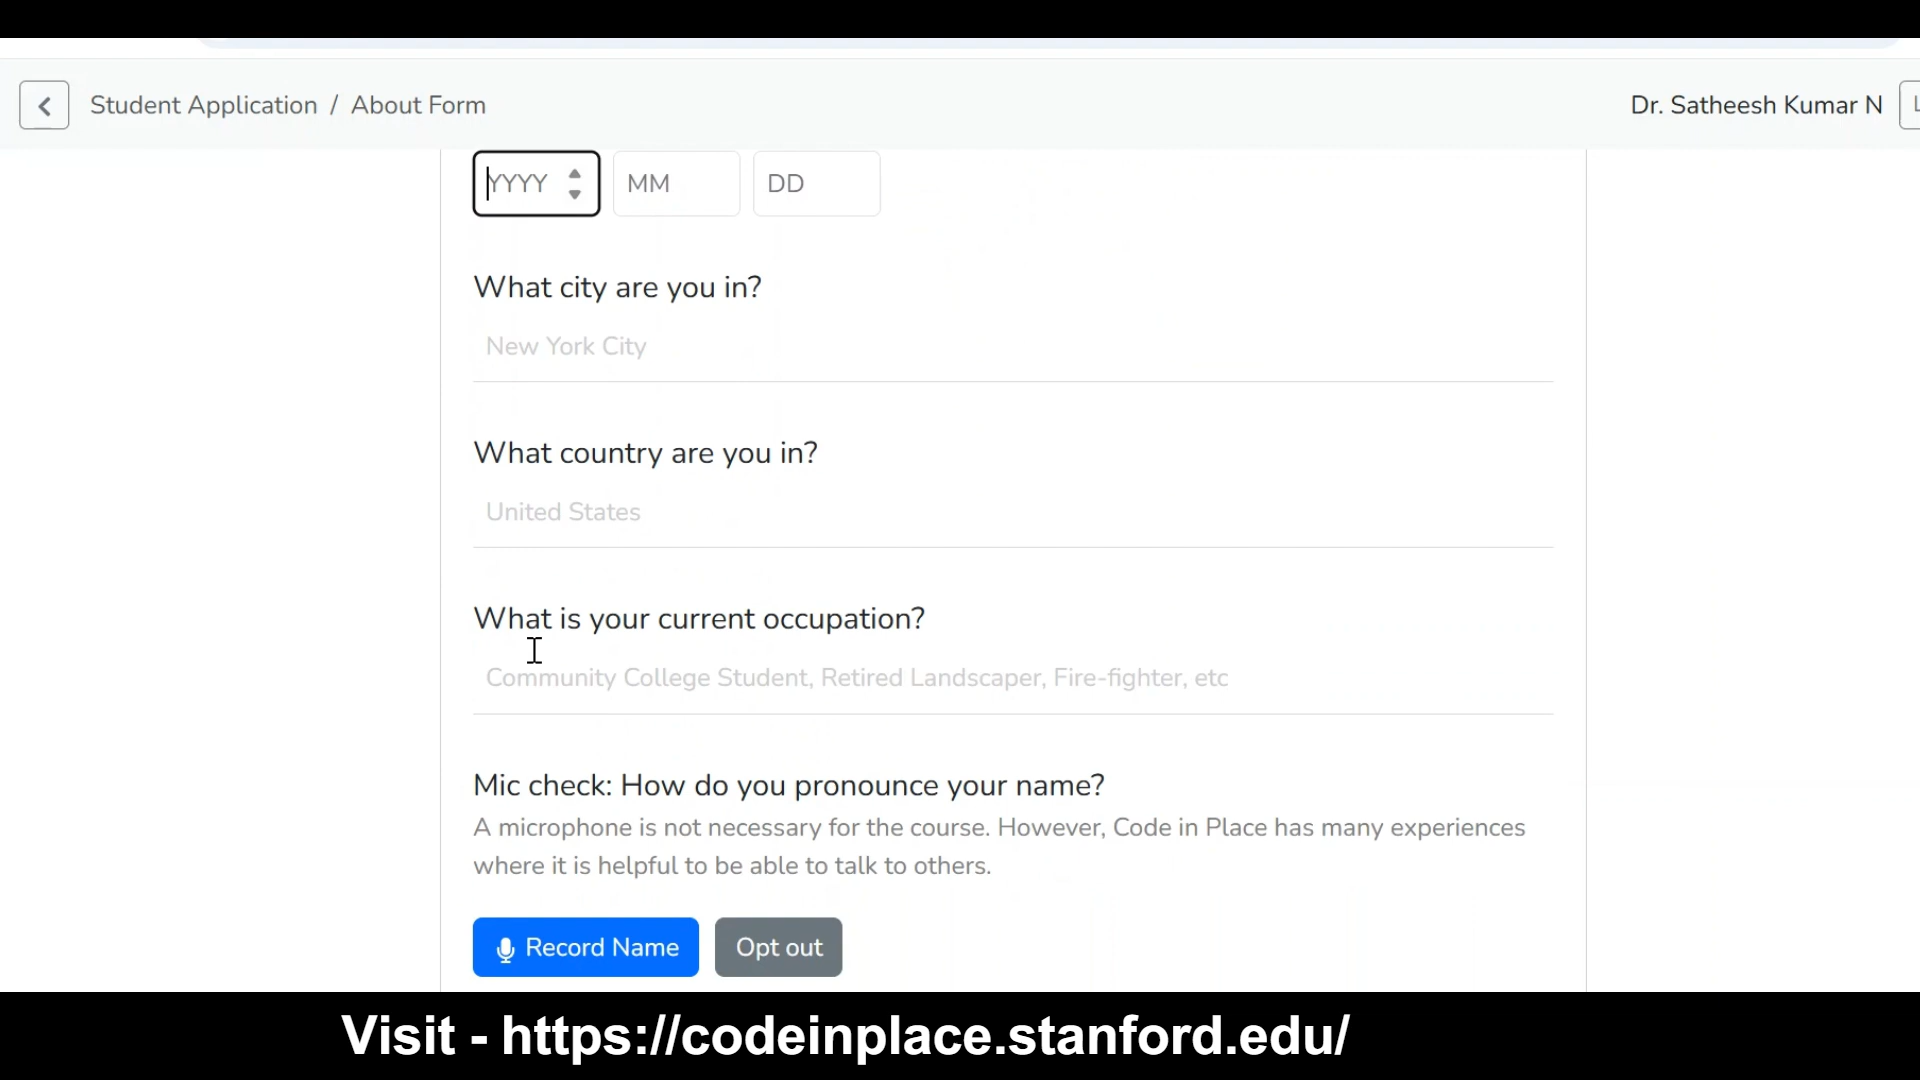 Student Application / About Form
Dr. Satheesh Kumar N
YYYY MM DD
What city are you in?
New York City
What country are you in?
United States
What is your current occupation?
Community College Student, Retired Landscaper, Fire-fighter, etc
Mic check: How do you pronounce your name?
A microphone is not necessary for the course. However, Code in Place has many experiences
where it is helpful to be able to talk to others.
Record Name Opt out
Visit - https://codeinplace.stanford.edu/